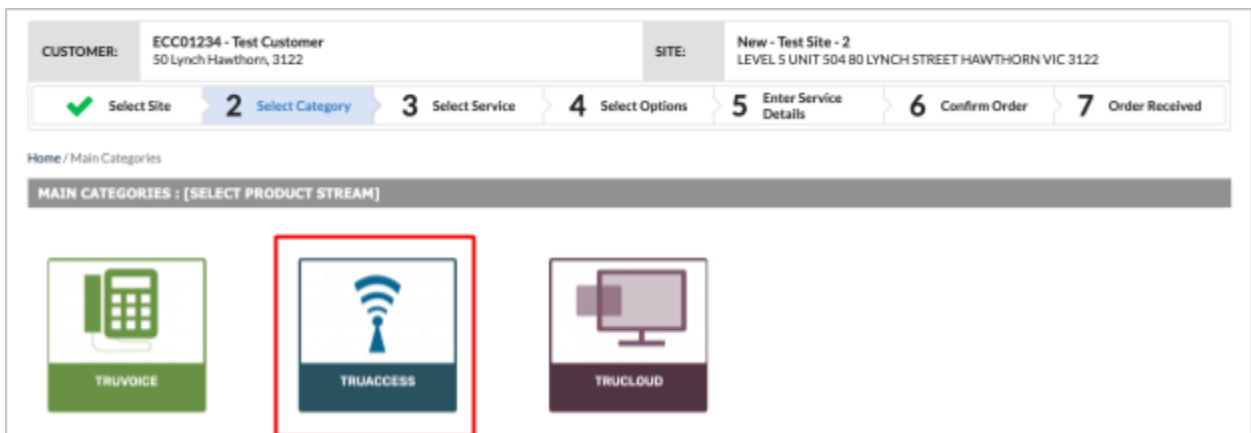 CUSTOMER:
ECC01234 - Test Customer
50 Lynch Hawthorn, 3122
SITE:
New - Test Site - 2
LEVEL 5 UNIT 504 80 LYNCH STREET HAWTHORN VIC 3122
Select Site
2 Select Category
3 Select Service
4 Select Options
5 Enter Service
Details
6 Confirm Order
7 Order Received
Home / Main Categories
MAIN CATEGORIES : [SELECT PRODUCT STREAM]
TRUVOICE
TRUACCESS
TRUCLOUD